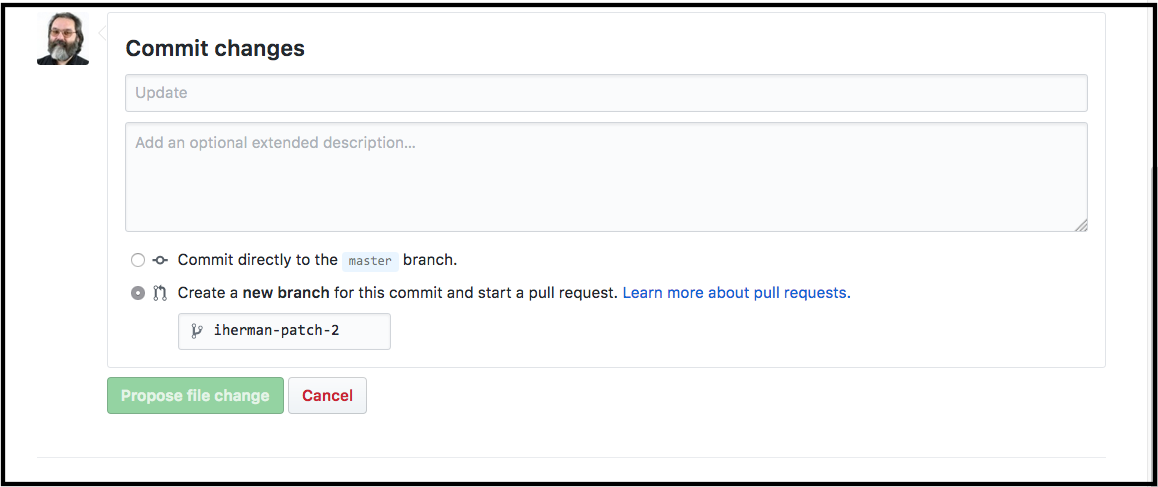 Commit changes
Update
Add an optional extended description...
Commit directly to the master branch.
Create a new branch for this commit and start a pull request. Learn more about pull requests.
iherman-patch-2
Propose file change Cancel